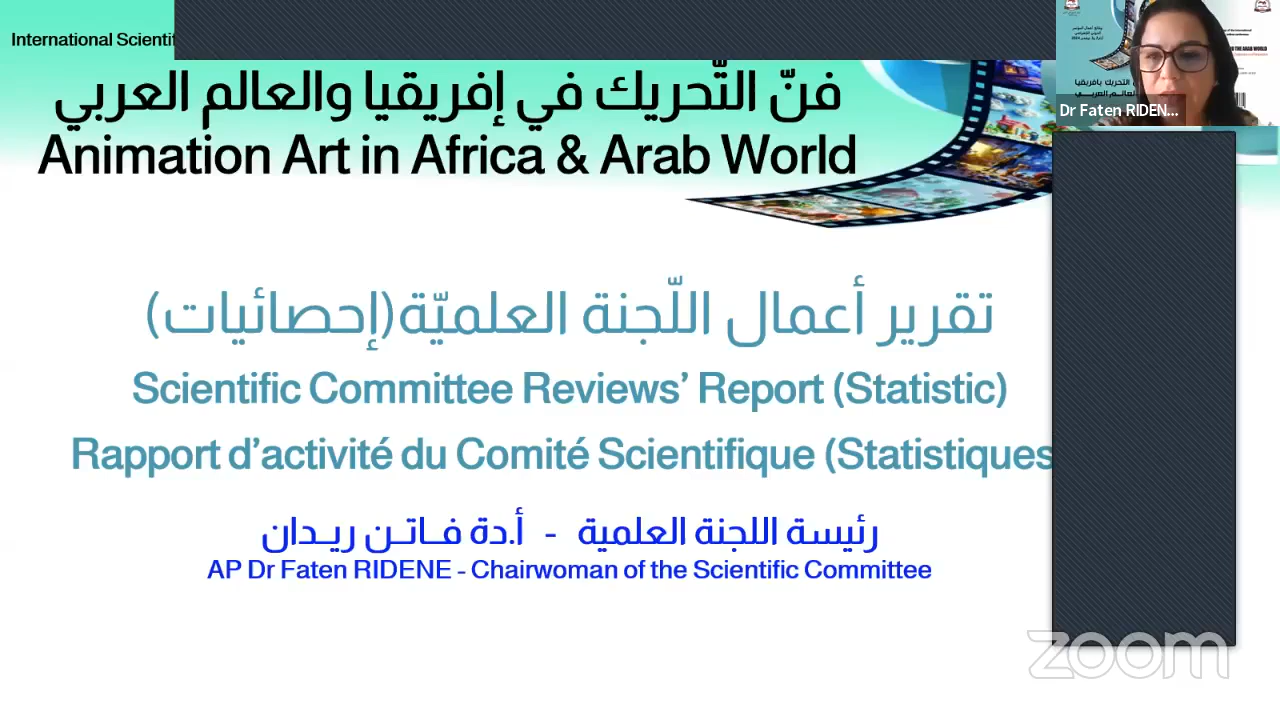 International Scientif
فنّ التّحريك في إفريقيا والعالم العربي
Animation Art in Africa & Arab World
تقرير أعمال اللّجنة العلميّة(إحصائيات)
Scientific Committee Reviews’ Report (Statistic)
Rapport d’activité du Comité Scientifique (Statistiques
رئيسة اللجنة العلمية - أ.دة فـاتـن ريـدان
AP Dr Faten RIDENE - Chairwoman of the Scientific Committee
Dr Faten RIDEN...
zoom